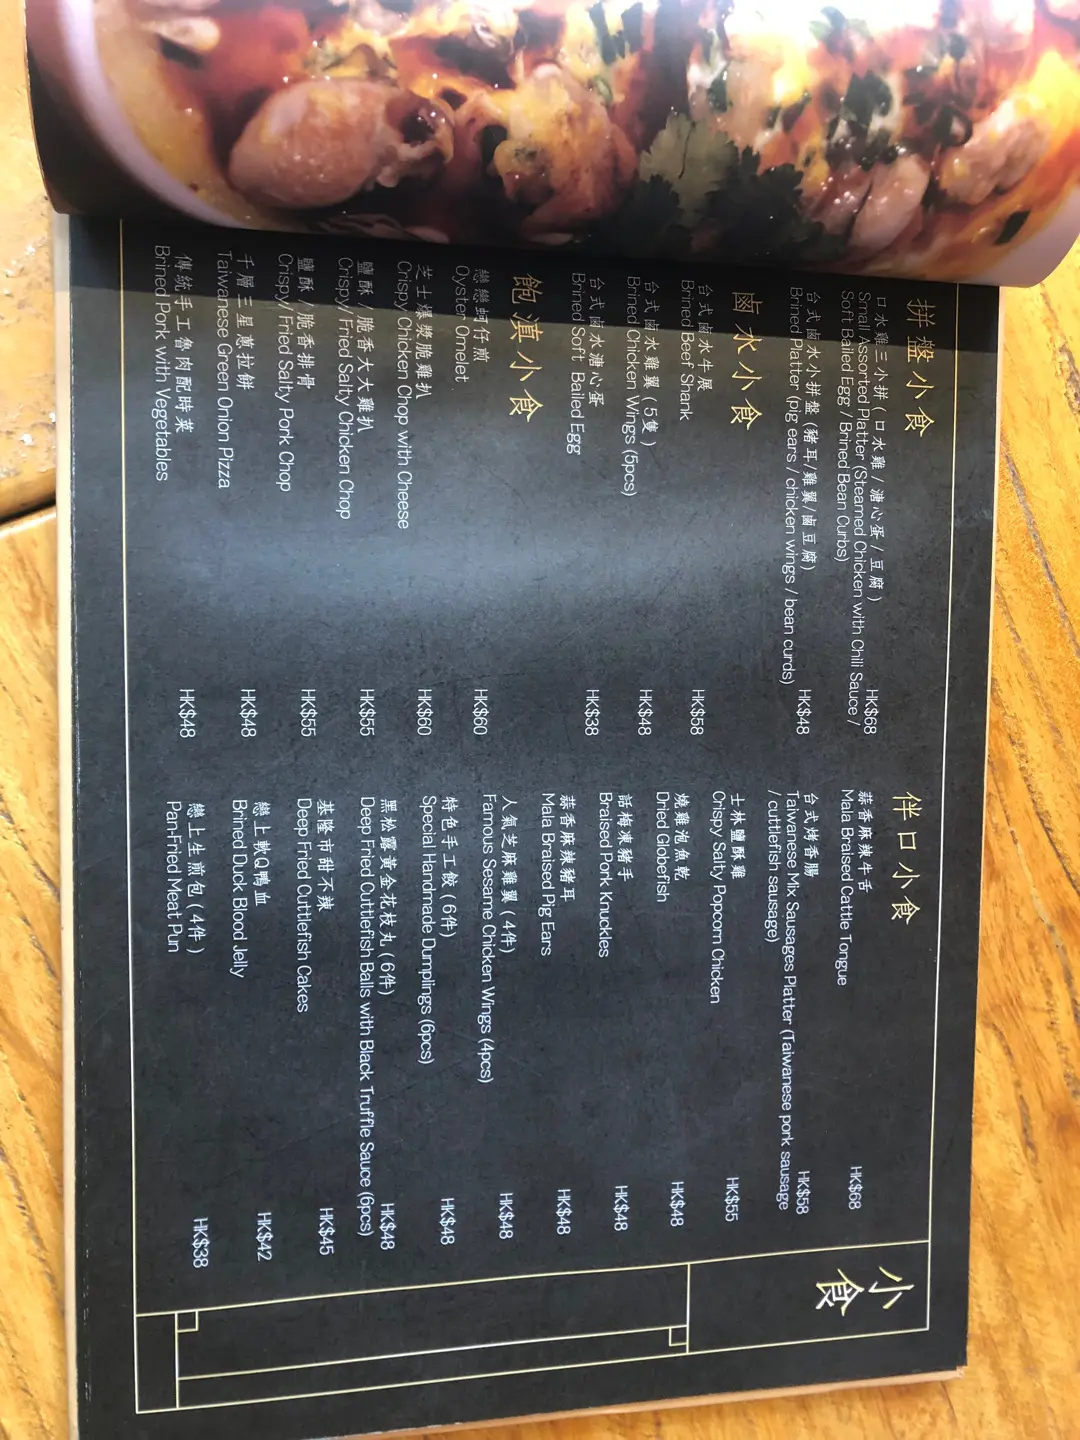 拼盤小食
口水雞三小拼 ( 口水雞 / 溏心蛋 / 豆腐 )
HK$68
Small Assorted Platter (Steamed Chicken with Chili Sauce /
Soft Bailed Egg / Brined Bean Curbs)
台式鹵水小拼盤 (豬耳/雞翼/鹵豆腐)
HK$48
Brined Platter (pig ears / chicken wings / bean curds)
鹵水小食
台式鹵水牛展
HK$58
Brined Beef Shank
台式鹵水雞翼 ( 5隻 )
HK$48
Brined Chicken Wings (5pcs)
台式鹵水溏心蛋
HK$38
Brined Soft Bailed Egg
飽滇小食
戀戀蚵仔煎
HK$60
Oyster Omelet
芝士爆漿脆雞扒
HK$60
Crispy Chicken Chop with Cheese
鹽酥 / 脆香大大雞扒
HK$55
Crispy/ Fried Salty Chicken Chop
鹽酥 / 脆香排骨
HK$55
Crispy/ Fried Salty Pork Chop
千層三星蔥拉餅
HK$48
Taiwanese Green Onion Pizza
傳統手工魯肉配時菜
HK$48
Brined Pork with Vegetables
伴口小食
蒜香麻辣牛舌
HK$68
Mala Braised Cattle Tongue
台式烤香腸
HK$58
Taiwanese Mix Sausages Platter (Taiwanese pork sausage
/ cuttlefish sausage)
士林鹽酥雞
HK$55
Crispy Salty Popcorn Chicken
燒雞泡魚乾
HK$48
Dried Globefish
話梅凍豬手
HK$48
Braised Pork Knuckles
蒜香麻辣豬耳
HK$48
Mala Braised Pig Ears
人氣芝麻雞翼 ( 4件)
HK$48
Famous Sesame Chicken Wings (4pcs)
特色手工餃 ( 6件)
HK$48
Special Handmade Dumplings (6pcs)
黑松露黃金花枝丸 ( 6件)
HK$48
Deep Fried Cuttlefish Balls with Black Truffle Sauce (6pcs)
基隆市甜不辣
HK$45
Deep Fried Cuttlefish Cakes
戀上軟Q鴨血
HK$42
Brined Duck Blood Jelly
戀上生煎包 ( 4件 )
HK$38
Pan-Fried Meat Pun
小食